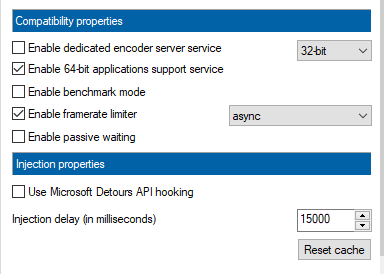 Compatibility properties
Enable dedicated encoder server service 32-bit
Enable 64-bit applications support service
Enable benchmark mode
Enable framerate limiter async
Enable passive waiting
Injection properties
Use Microsoft Detours API hooking
Injection delay (in milliseconds) 15000
Reset cache